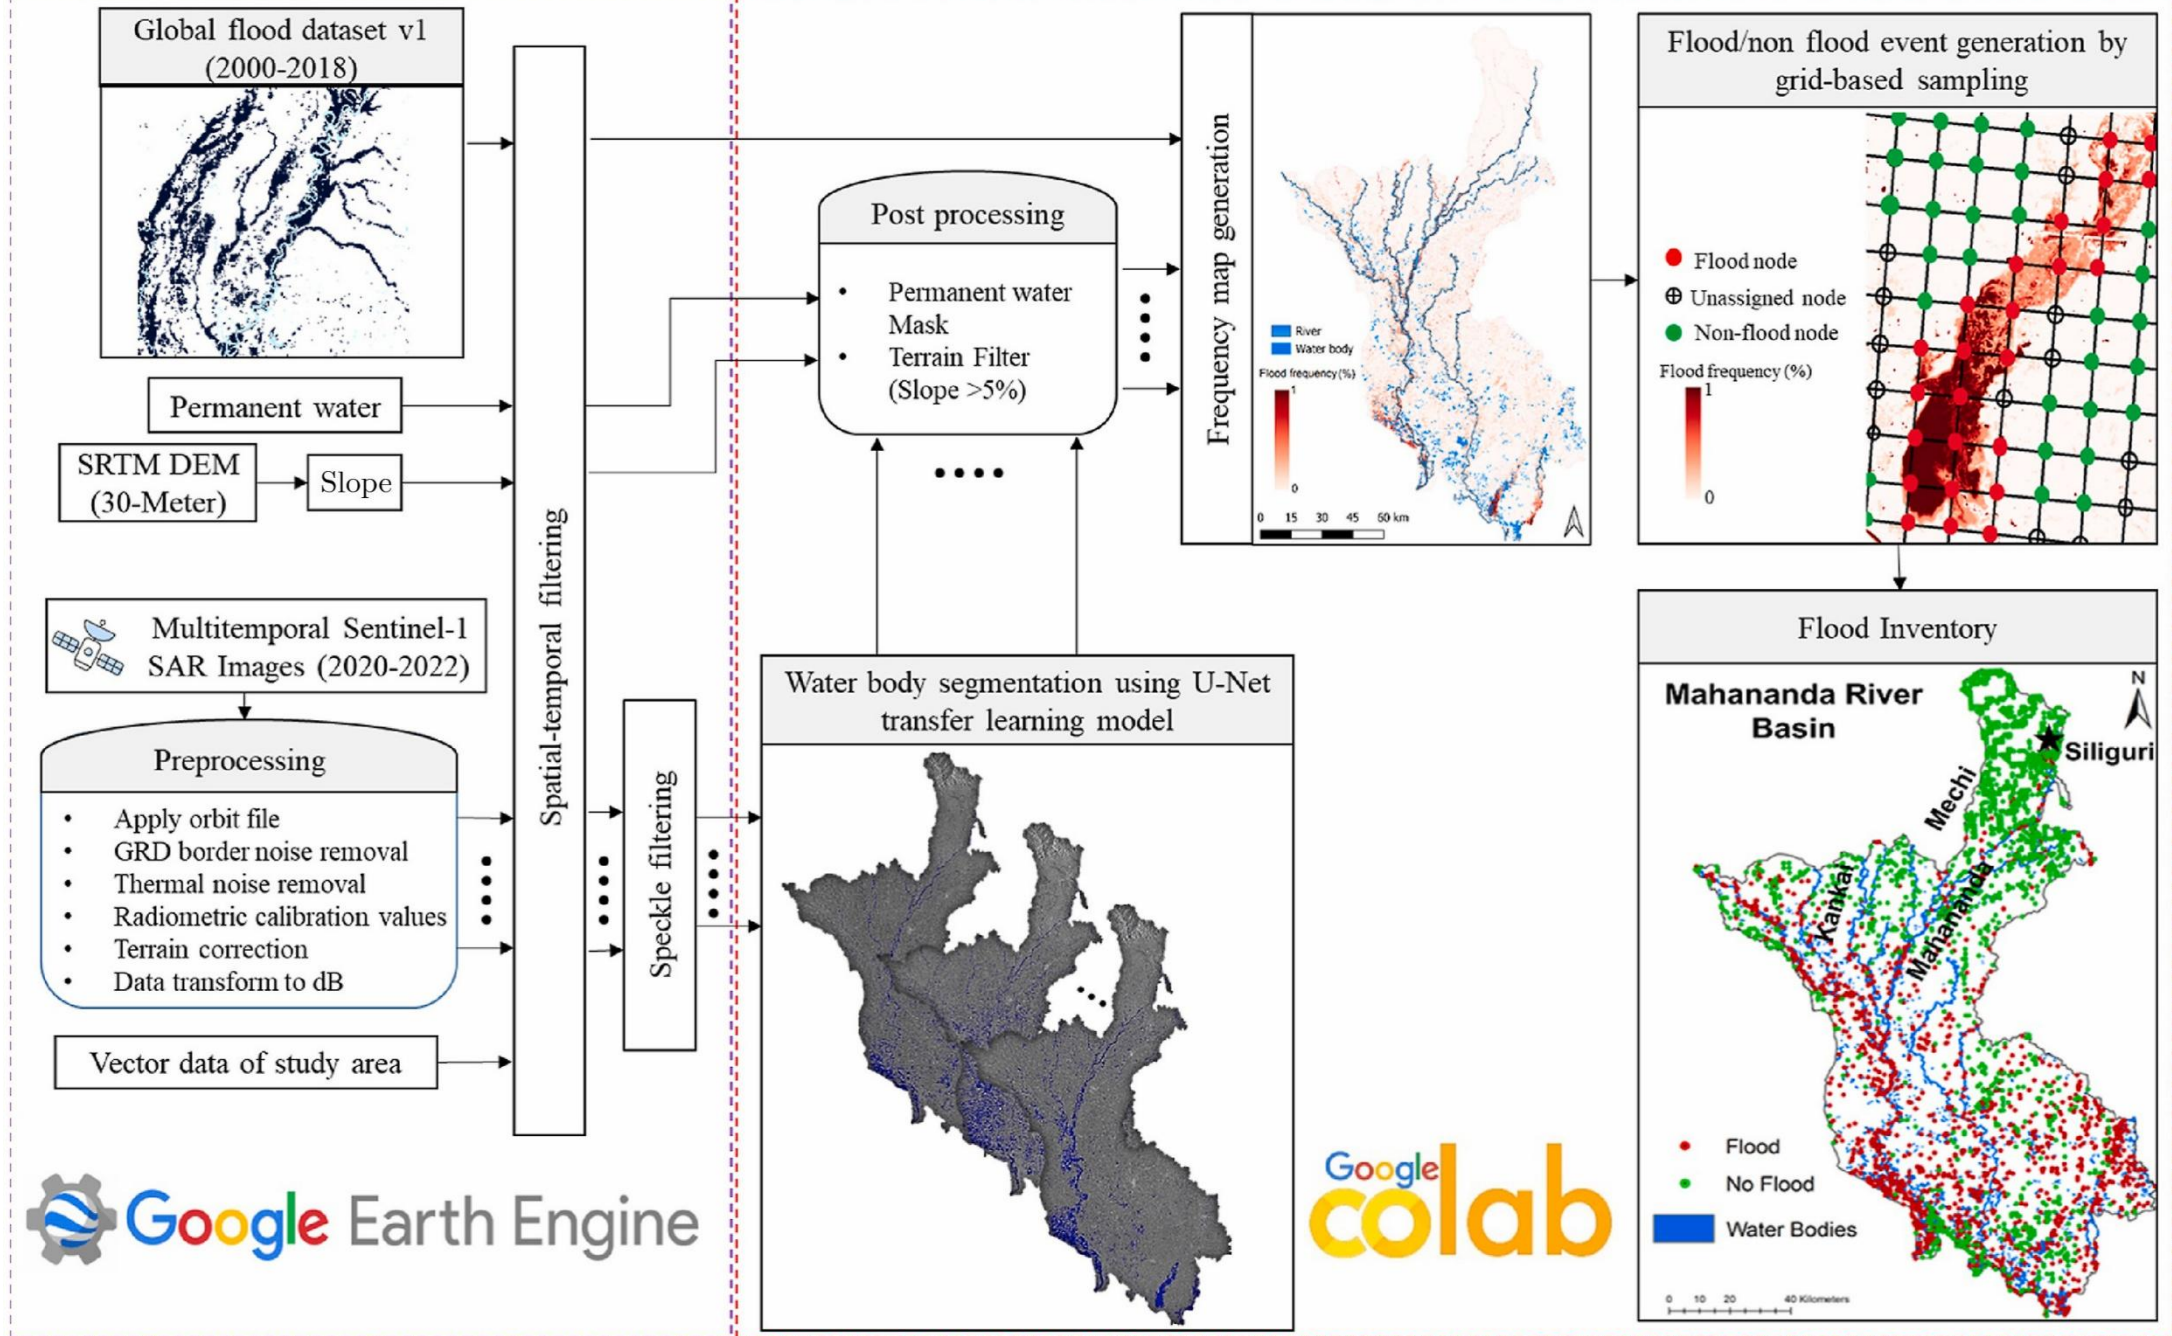 Global flood dataset v1
(2000-2018)
Permanent water
SRTM DEM
(30-Meter)
Slope
Multitemporal Sentinel-1
SAR Images (2020-2022)
Preprocessing
• Apply orbit file
• GRD border noise removal
• Thermal noise removal
• Radiometric calibration values
• Terrain correction
• Data transform to dB
Vector data of study area
Google Earth Engine
Spatial-temporal filtering
Speckle filtering
Post processing
• Permanent water
Mask
• Terrain Filter
(Slope >5%)
Water body segmentation using U-Net
transfer learning model
Google
colab
Frequency map generation
River
Water body
Flood frequency(%)
1
0
0 15 30 45 60 km
Flood/non flood event generation by
grid-based sampling
Flood node
Unassigned node
Non-flood node
Flood frequency (%)
1
0
Flood Inventory
Mahananda River
Basin
N
Siliguri
Mechi
Kankai
Mahananda
Flood
No Flood
Water Bodies
0 10 20 40 Kilometers